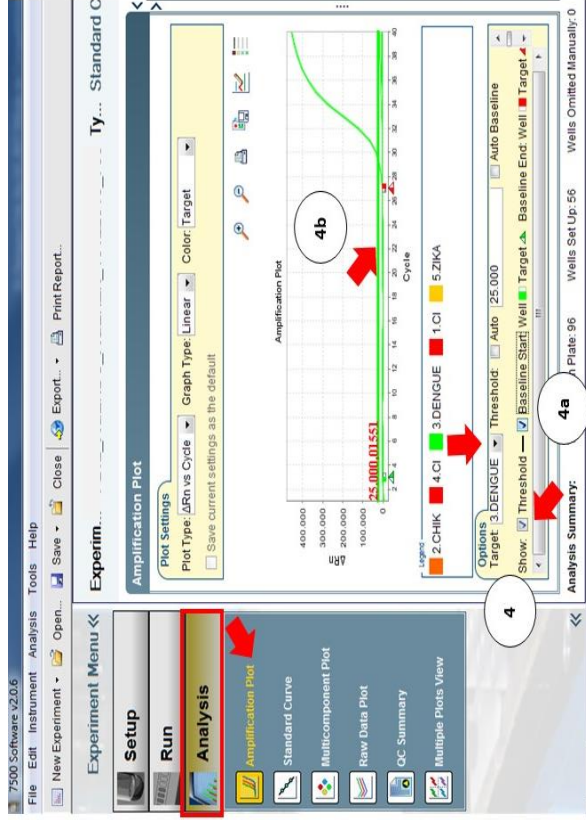 7500 Software v2.0.6
File Edit Instrument Analysis Tools Help
New Experiment Open... Save Close Export... Print Report...
Experiment Menu «
Setup
Run
Analysis
Amplification Plot
Standard Curve
Multicomponent Plot
Raw Data Plot
QC Summary
Multiple Plots View
Experim... Ty... Standard C
Amplification Plot
Plot Settings
Plot Type: ΔRn vs Cycle Graph Type: Linear Color: Target
Save current settings as the default
Amplification Plot
400.000
300.000
200.000
100.000
0
ΔRn
25.000,01551
4b
2 4 6 8 10 12 14 16 18 20 22 24 26 28 30 32 34 36 38 40
Cycle
Legend
2.CHIK 4.CI 3.DENGUE 1.CI 5.ZIKA
Options
Target: 3.DENGUE Threshold: Auto 25.000 Auto Baseline
Show: Threshold Baseline Start: Well Target Baseline End: Well Target
4
4a
Analysis Summary: Plate: 96 Wells Set Up: 56 Wells Omitted Manually: 0